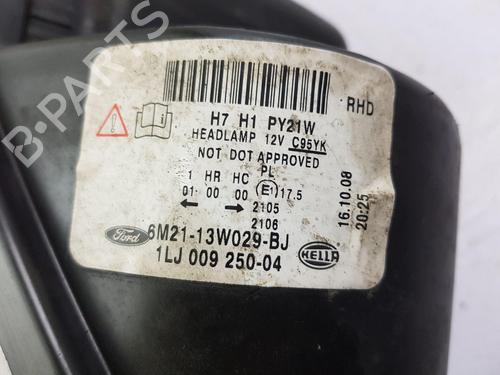 B-PARTS
H7 H1 PY21W RHD
HEADLAMP 12V C95YK
NOT DOT APPROVED
PL
1 HR HC E1 17.5
01 00 00
2105
2106
16.10.08
20:25
Ford 6M21-13W029-BJ
1LJ 009 250-04 HELLA